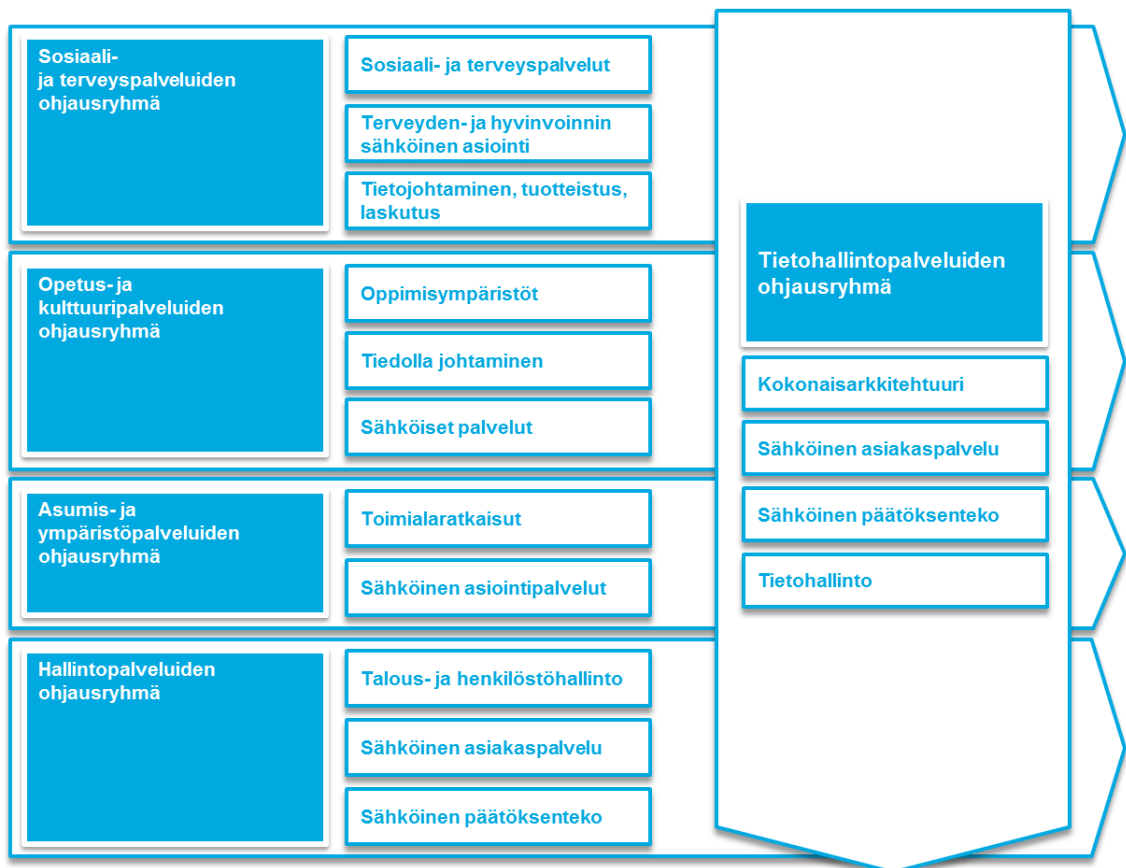 Sosiaali-
ja terveyspalveluiden
ohjausryhmä
Sosiaali- ja terveyspalvelut
Terveyden- ja hyvinvoinnin
sähköinen asiointi
Tietojohtaminen, tuotteistus,
laskutus
Opetus- ja
kulttuuripalveluiden
ohjausryhmä
Oppimisympäristöt
Tiedolla johtaminen
Sähköiset palvelut
Asumis- ja
ympäristöpalveluiden
ohjausryhmä
Toimialaratkaisut
Sähköinen asiointipalvelut
Hallintopalveluiden
ohjausryhmä
Talous- ja henkilöstöhallinto
Sähköinen asiakaspalvelu
Sähköinen päätöksenteko
Tietohallintopalveluiden
ohjausryhmä
Kokonaisarkkitehtuuri
Sähköinen asiakaspalvelu
Sähköinen päätöksenteko
Tietohallinto